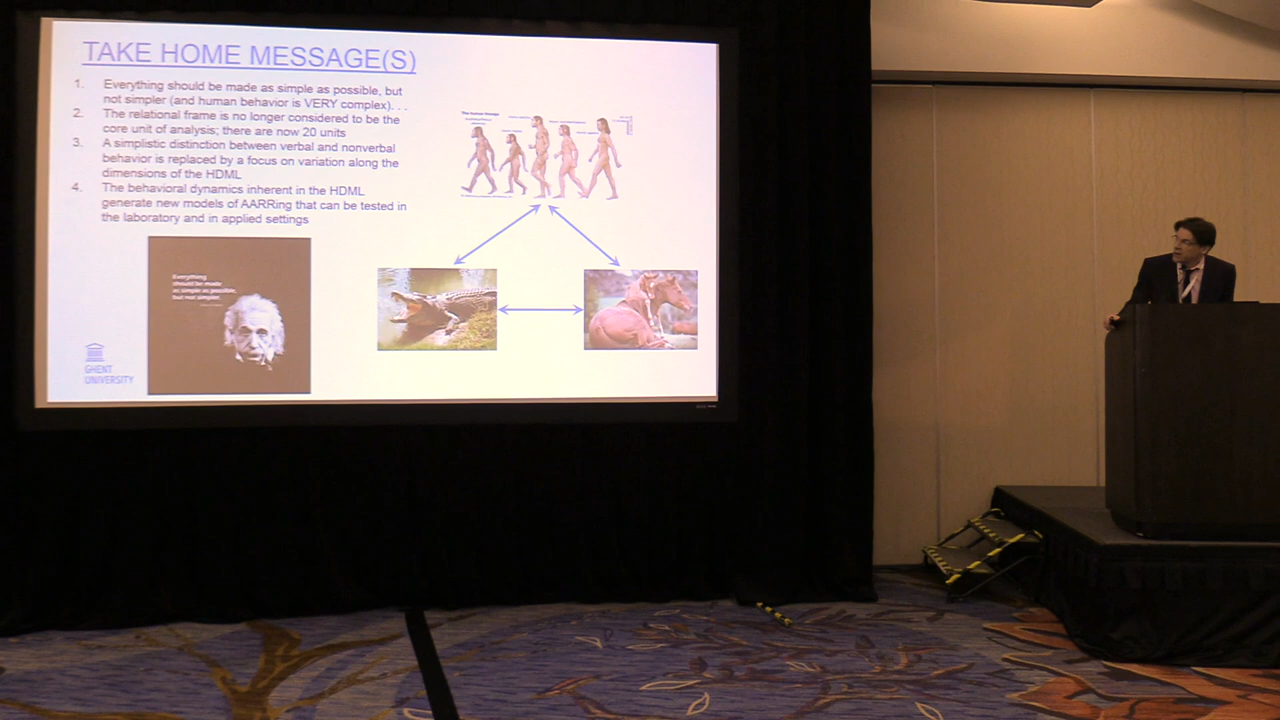 TAKE HOME MESSAGE(S)
1. Everything should be made as simple as possible, but
not simpler (and human behavior is VERY complex). . .
2. The relational frame is no longer considered to be the
core unit of analysis; there are now 20 units
3. A simplistic distinction between verbal and nonverbal
behavior is replaced by a focus on variation along the
dimensions of the HDML
4. The behavioral dynamics inherent in the HDML
generate new models of AARRing that can be tested in
the laboratory and in applied settings
The human lineage
Everything
should be made
as simple as possible,
but not simpler.
GHENT
UNIVERSITY